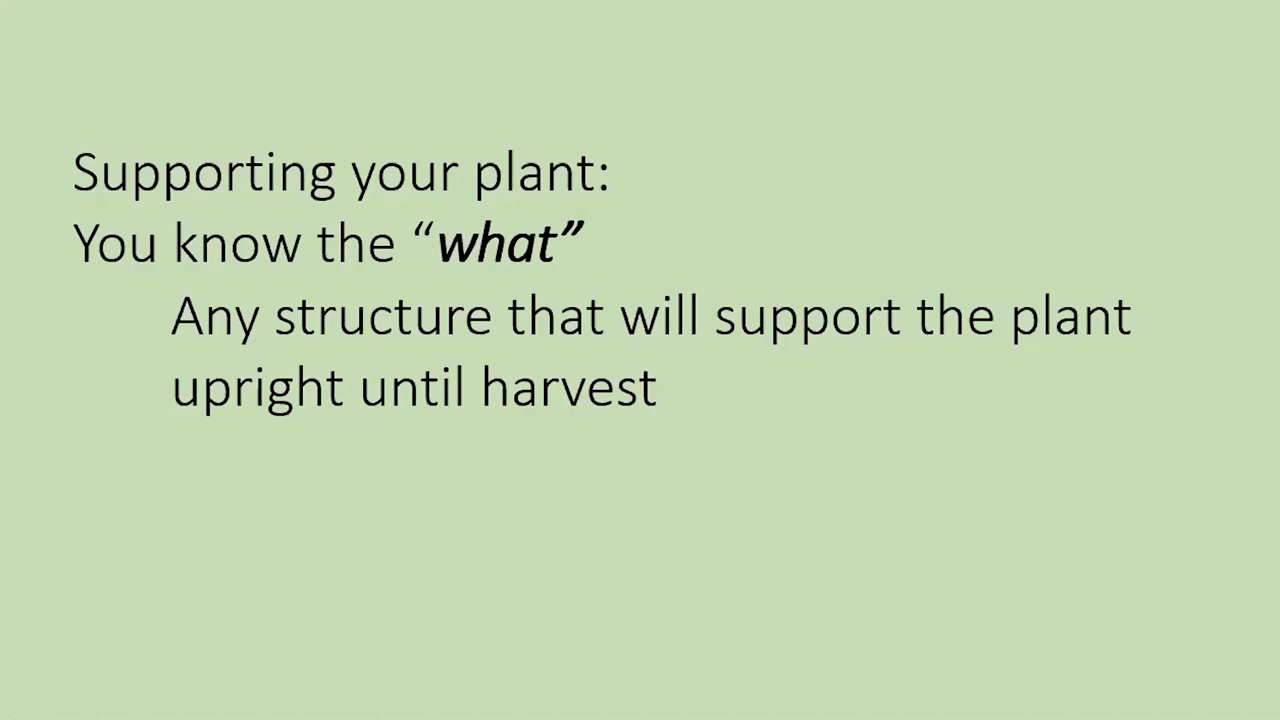 Supporting your plant:
You know the “what”
Any structure that will support the plant
upright until harvest